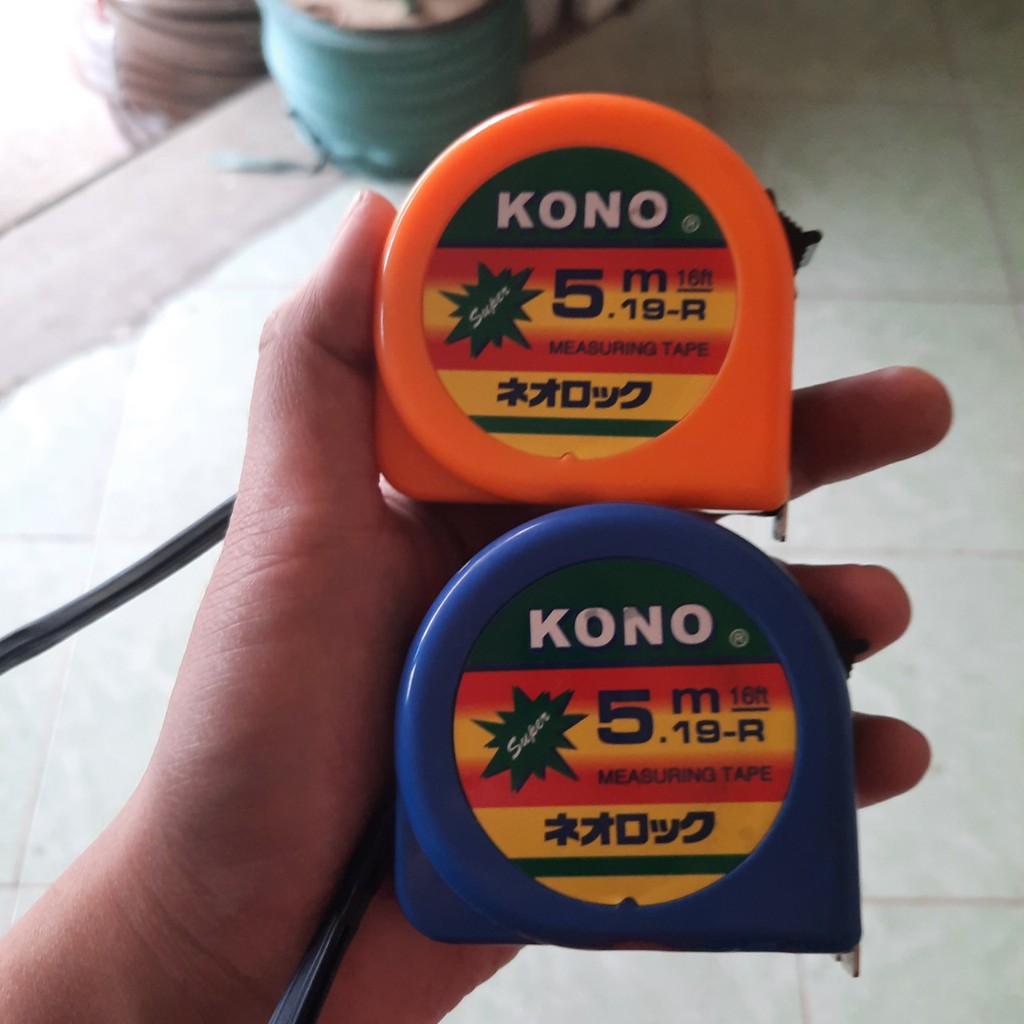 KONO ®
Super
5 m 16ft
.19-R
MEASURING TAPE
ネオロック
KONO ®
Super
5 m 16ft
.19-R
MEASURING TAPE
ネオロック